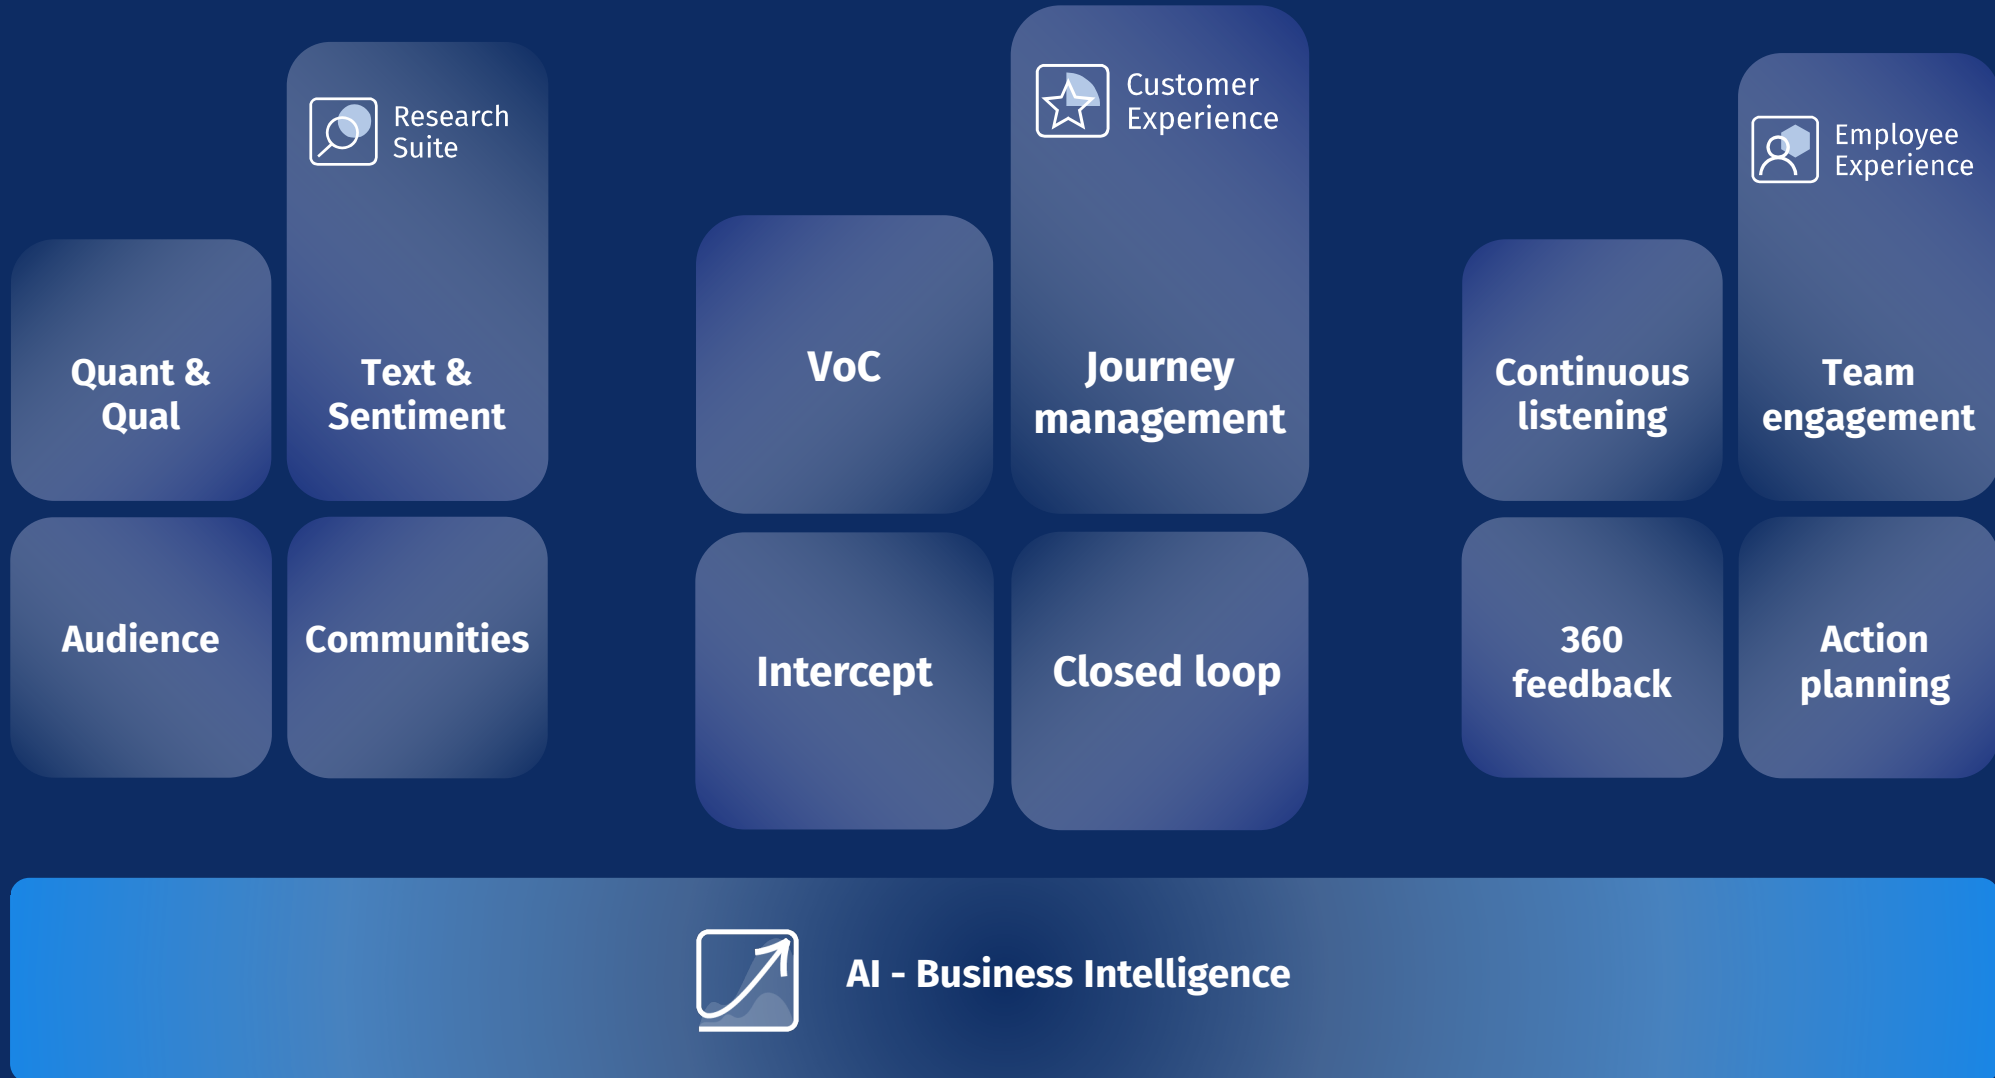 Research
Suite
Quant &
Qual
Text &
Sentiment
Audience
Communities
Customer
Experience
VoC
Journey
management
Intercept
Closed loop
Employee
Experience
Continuous
listening
Team
engagement
360
feedback
Action
planning
AI - Business Intelligence